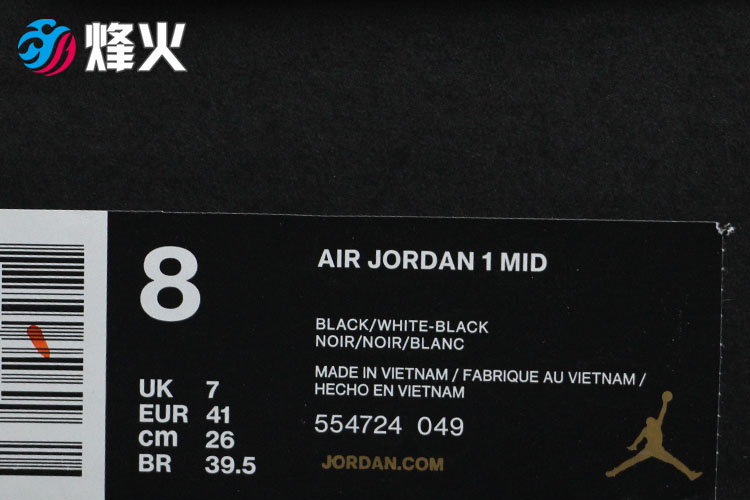 烽火
8
AIR JORDAN 1 MID
BLACK/WHITE-BLACK
NOIR/NOIR/BLANC
MADE IN VIETNAM / FABRIQUE AU VIETNAM /
HECHO EN VIETNAM
UK 7
EUR 41
cm 26
BR 39.5
554724 049
JORDAN.COM